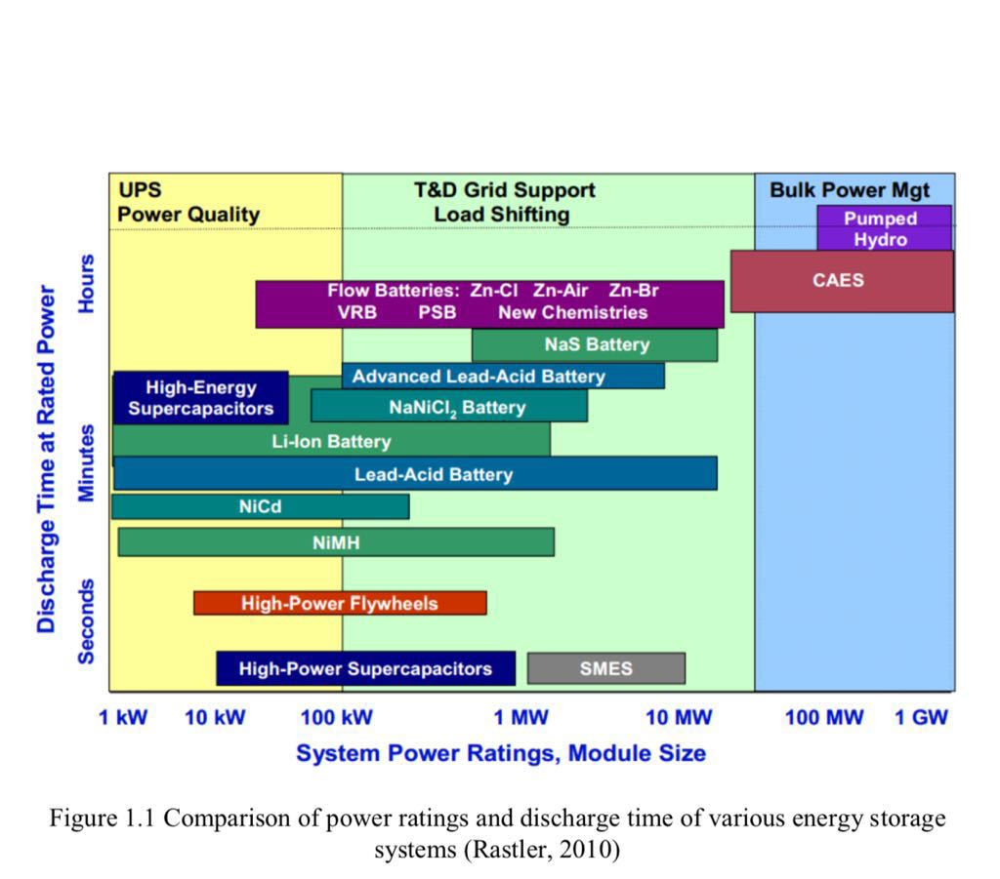 UPS
Power Quality
T&D Grid Support
Load Shifting
Bulk Power Mgt
Pumped
Hydro
CAES
Flow Batteries: Zn-Cl Zn-Air Zn-Br
VRB PSB New Chemistries
NaS Battery
Advanced Lead-Acid Battery
High-Energy
Supercapacitors
NaNiCl₂ Battery
Li-Ion Battery
Lead-Acid Battery
NiCd
NiMH
High-Power Flywheels
High-Power Supercapacitors
SMES
Discharge Time at Rated Power
Hours
Minutes
Seconds
1 kW 10 kW 100 kW 1 MW 10 MW 100 MW 1 GW
System Power Ratings, Module Size
Figure 1.1 Comparison of power ratings and discharge time of various energy storage
systems (Rastler, 2010)